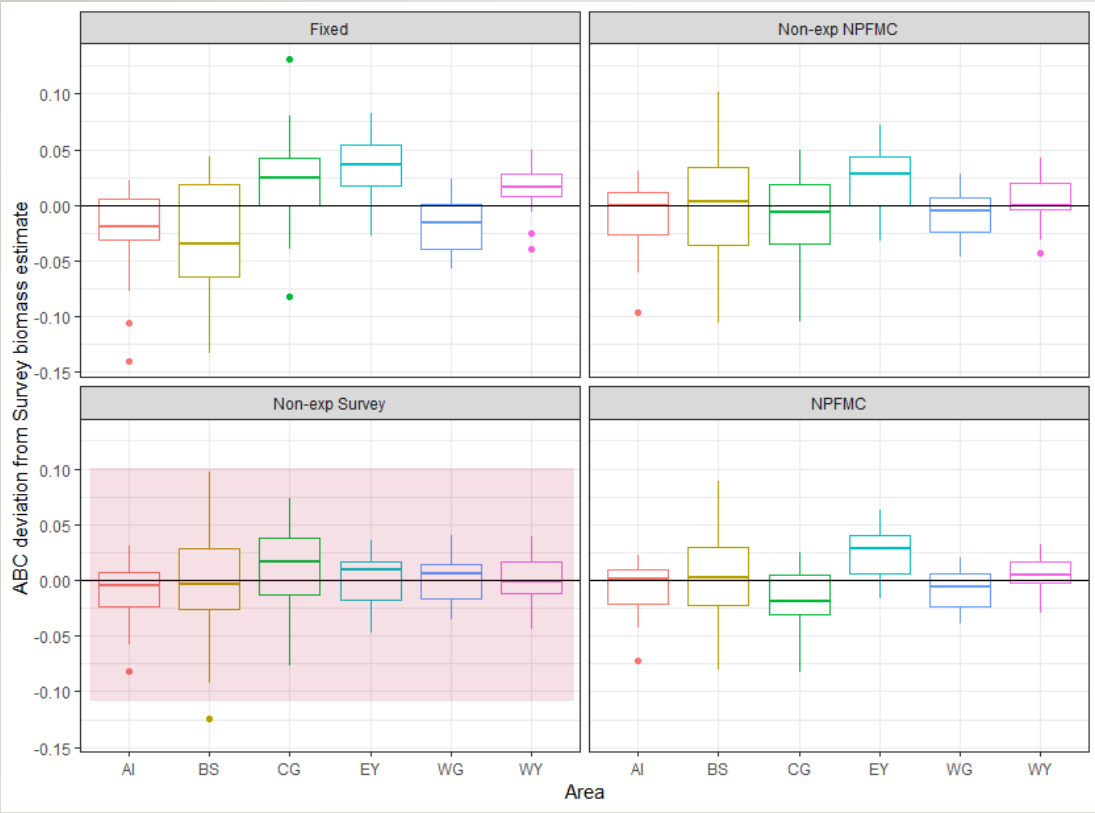 Fixed
Non-exp NPFMC
0.10
0.05
0.00
-0.05
-0.10
-0.15
ABC deviation from Survey biomass estimate
Non-exp Survey
NPFMC
0.10
0.05
0.00
-0.05
-0.10
-0.15
AI BS CG EY WG WY
AI BS CG EY WG WY
Area